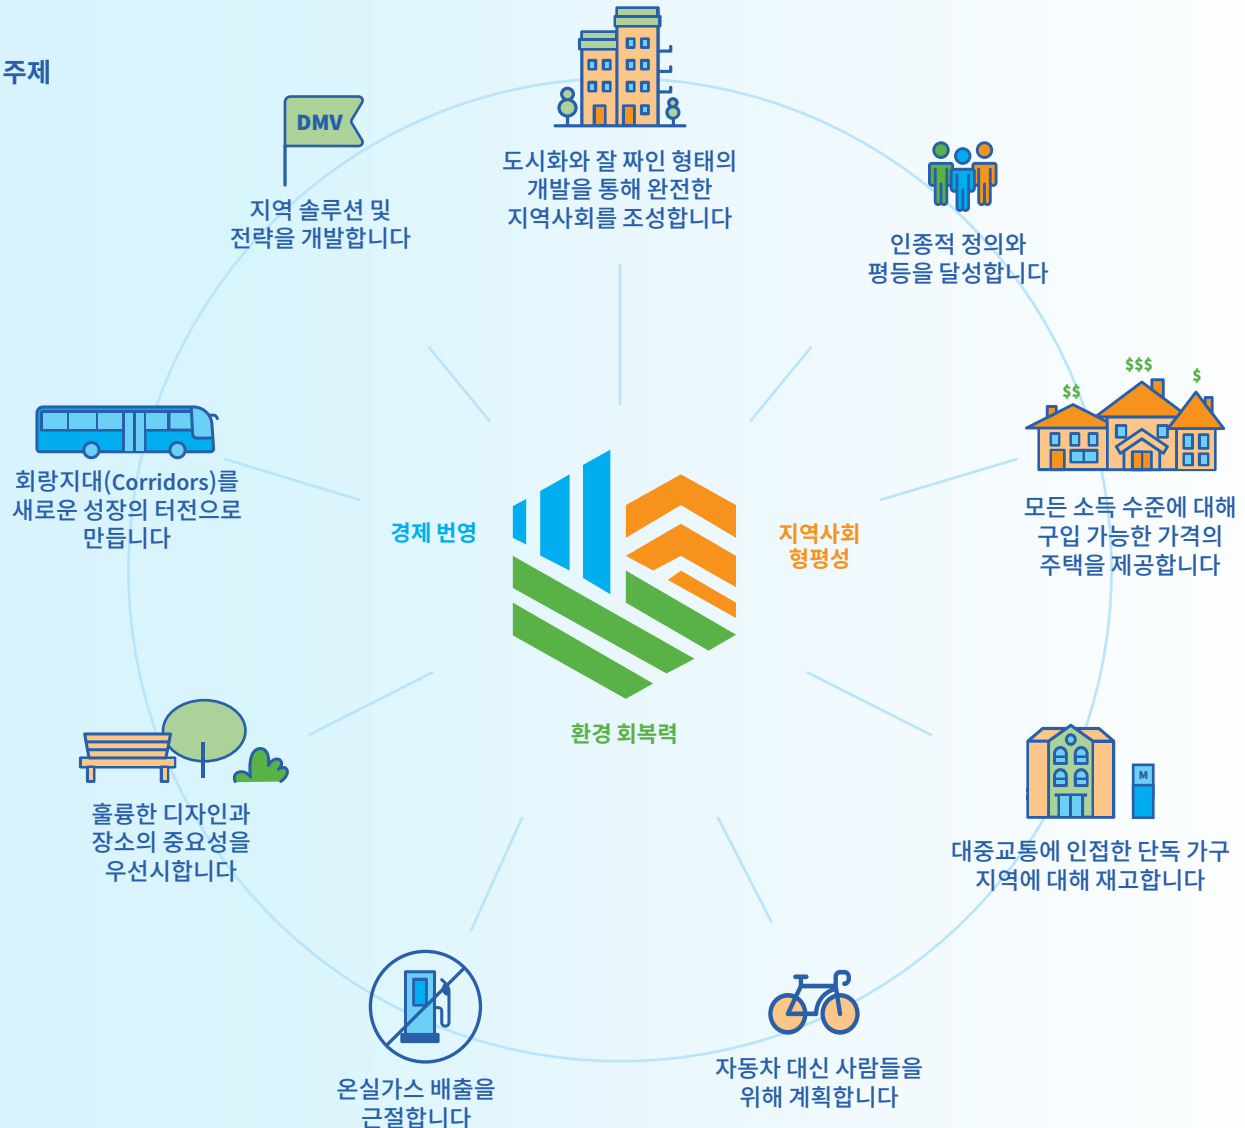 주제
도시화와 잘 짜인 형태의
개발을 통해 완전한
지역사회를 조성합니다
인종적 정의와
평등을 달성합니다
$$
$$$
$
모든 소득 수준에 대해
구입 가능한 가격의
주택을 제공합니다
M
대중교통에 인접한 단독 가구
지역에 대해 재고합니다
자동차 대신 사람들을
위해 계획합니다
온실가스 배출을
근절합니다
훌륭한 디자인과
장소의 중요성을
우선시합니다
회랑지대(Corridors)를
새로운 성장의 터전으로
만듭니다
DMV
지역 솔루션 및
전략을 개발합니다
경제 번영
지역사회
형평성
환경 회복력